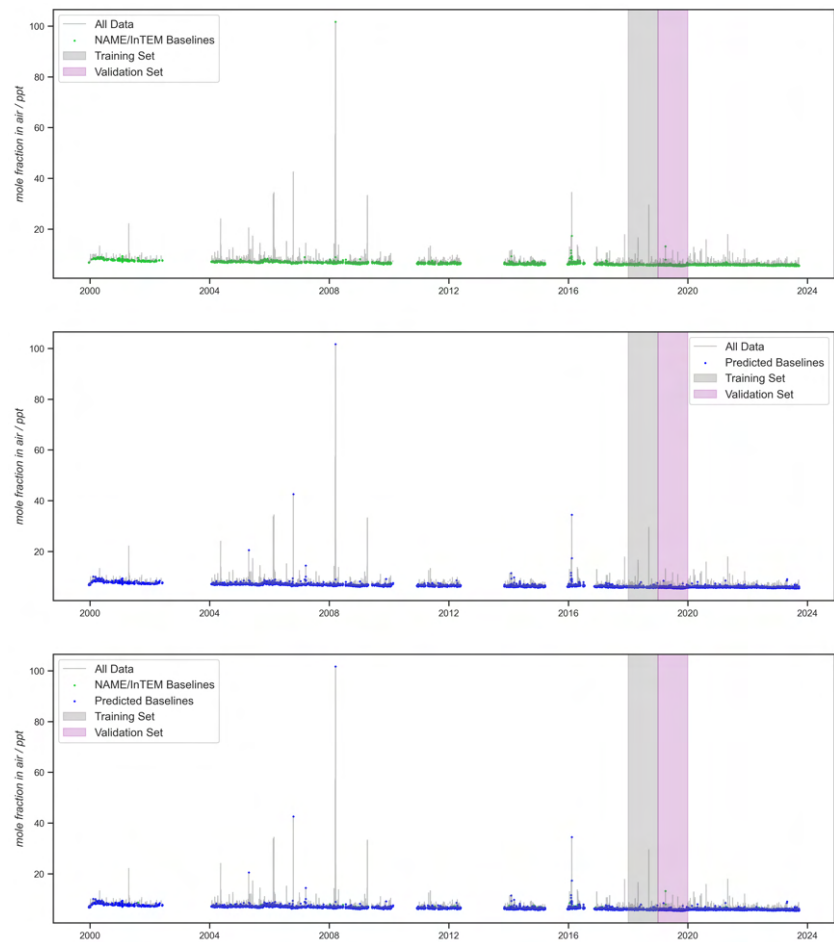 100
80
60
40
20
mole fraction in air / ppt
All Data
NAME/InTEM Baselines
Training Set
Validation Set
2000 2004 2008 2012 2016 2020 2024
100
80
60
40
20
mole fraction in air / ppt
All Data
Predicted Baselines
Training Set
Validation Set
2000 2004 2008 2012 2016 2020 2024
100
80
60
40
20
mole fraction in air / ppt
All Data
NAME/InTEM Baselines
Predicted Baselines
Training Set
Validation Set
2000 2004 2008 2012 2016 2020 2024